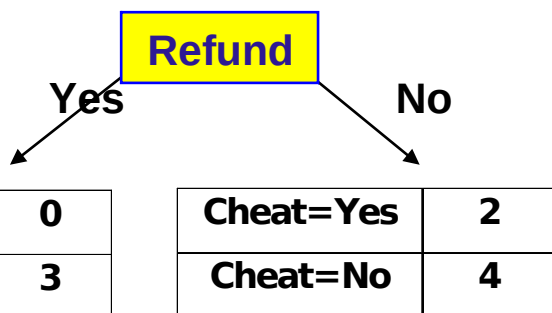 Refund
Yes No
0 Cheat=Yes 2
3 Cheat=No 4